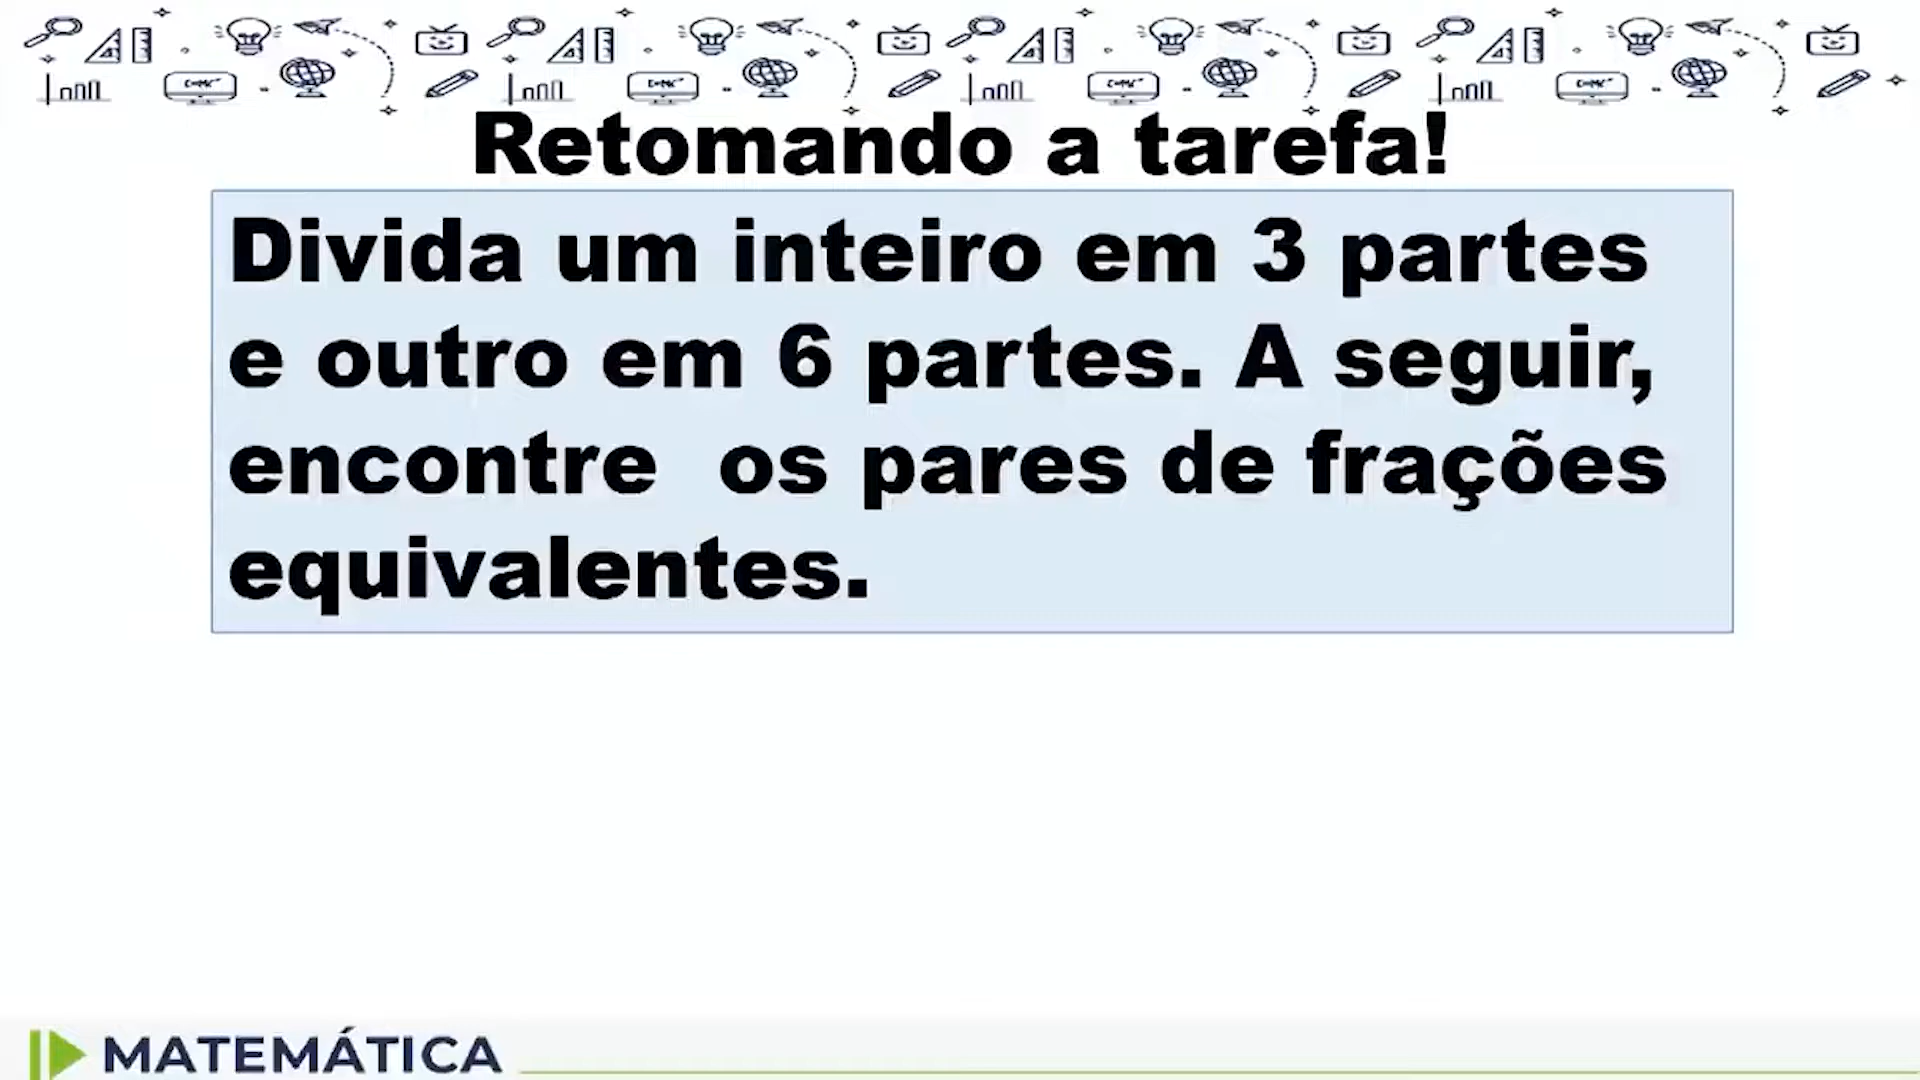 Retomando a tarefa!
Divida um inteiro em 3 partes
e outro em 6 partes. A seguir,
encontre os pares de frações
equivalentes.
MATEMÁTICA